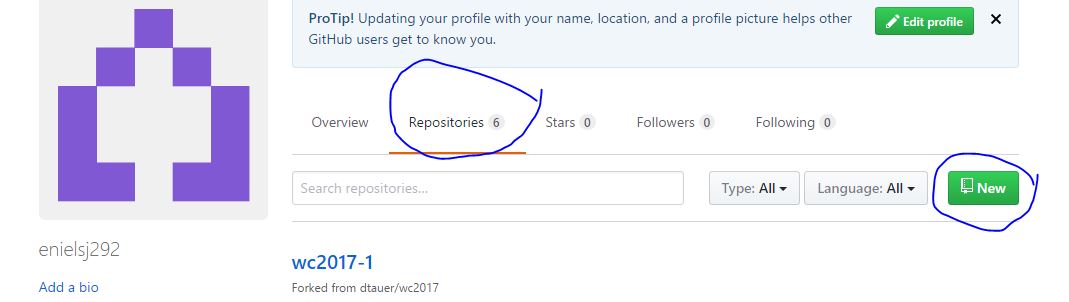 ProTip! Updating your profile with your name, location, and a profile picture helps other
GitHub users get to know you.
Edit profile
Overview Repositories 6 Stars 0 Followers 0 Following 0
Search repositories... Type: All Language: All New
enielsj292
Add a bio
wc2017-1
Forked from dtauer/wc2017